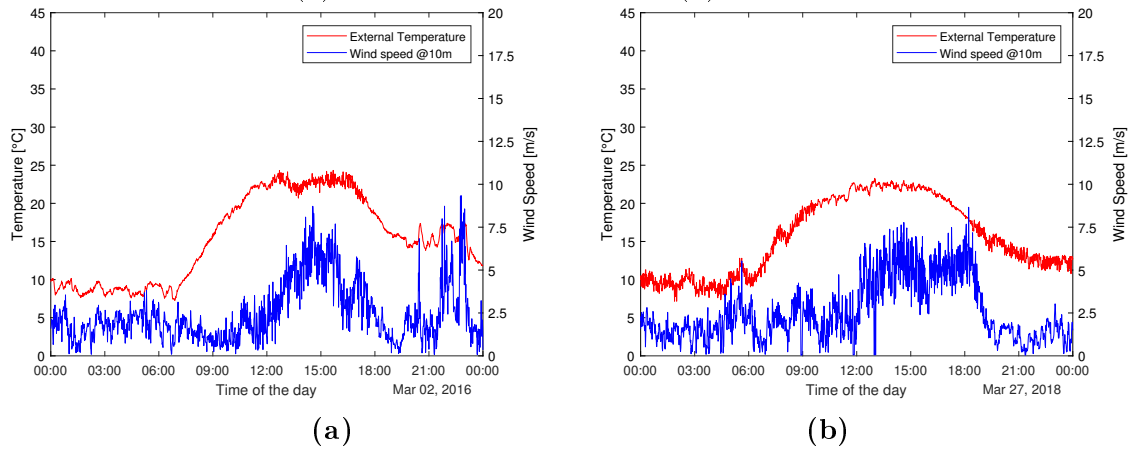 External Temperature
Wind speed @10m
Temperature [°C]
45
40
35
30
25
20
15
10
5
0
Wind Speed [m/s]
20
17.5
15
12.5
10
7.5
5
2.5
0
00:00 03:00 06:00 09:00 12:00 15:00 18:00 21:00 00:00
Time of the day
Mar 02, 2016
(a)
External Temperature
Wind speed @10m
Temperature [°C]
45
40
35
30
25
20
15
10
5
0
Wind Speed [m/s]
20
17.5
15
12.5
10
7.5
5
2.5
0
00:00 03:00 06:00 09:00 12:00 15:00 18:00 21:00 00:00
Time of the day
Mar 27, 2018
(b)